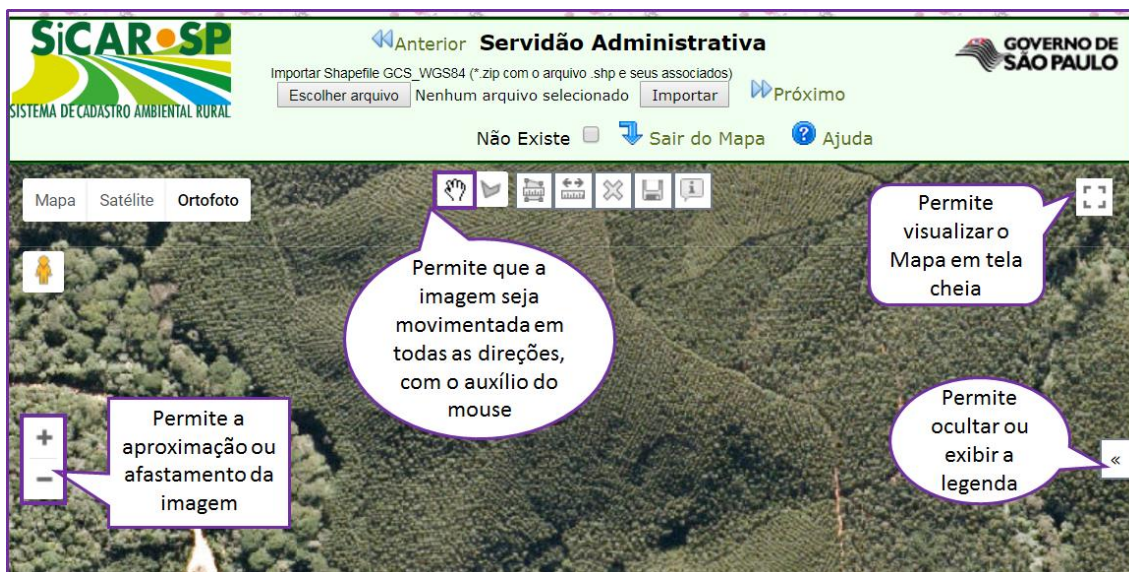 SiCAR SP
SISTEMA DE CADASTRO AMBIENTAL RURAL
Anterior Servidão Administrativa
Importar Shapefile GCS_WGS84 (*.zip com o arquivo .shp e seus associados)
Escolher arquivo Nenhum arquivo selecionado Importar Próximo
Não Existe Sair do Mapa ? Ajuda
GOVERNO DE
SÃO PAULO
Mapa Satélite Ortofoto
Permite
visualizar o
Mapa em tela
cheia
Permite que a
imagem seja
movimentada em
todas as direções,
com o auxílio do
mouse
Permite a
aproximação ou
afastamento da
imagem
+
−
Permite
ocultar ou
exibir a
legenda
«